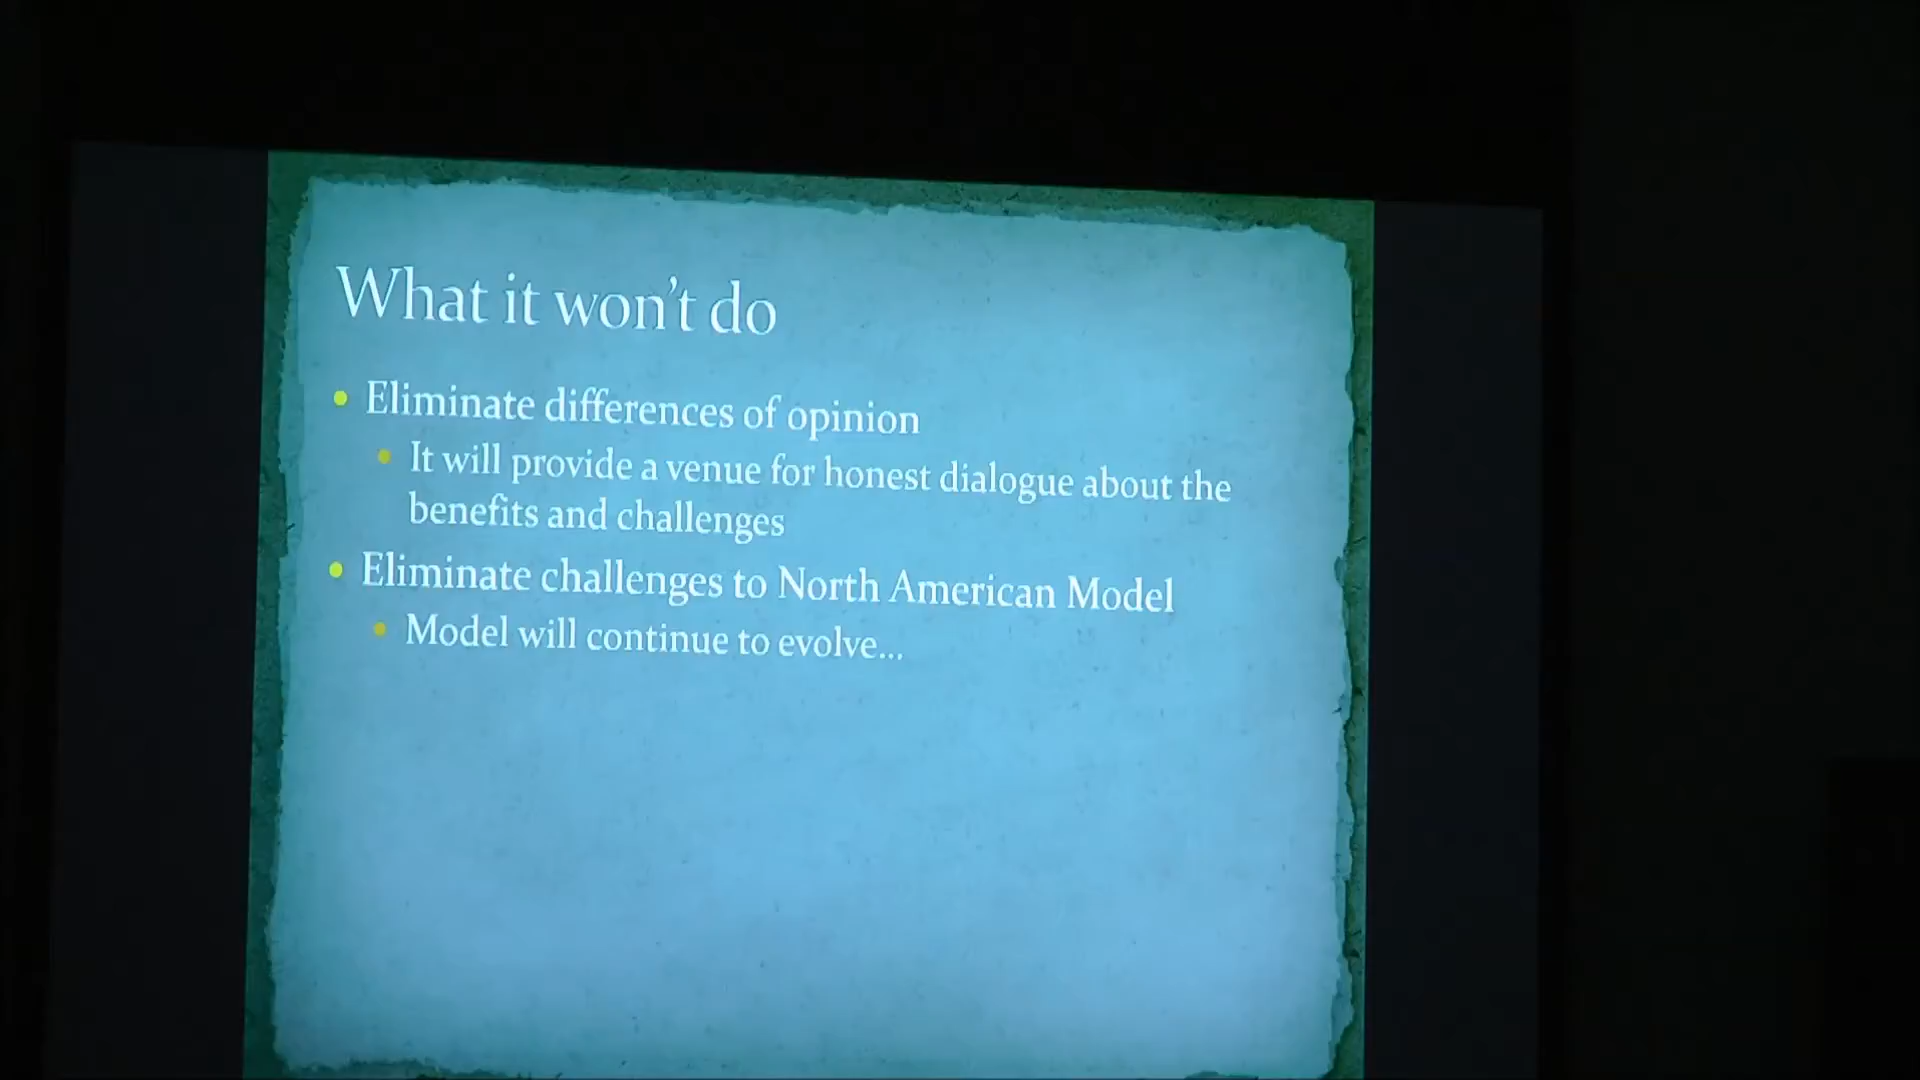 What it won't do
• Eliminate differences of opinion
• It will provide a venue for honest dialogue about the
benefits and challenges
• Eliminate challenges to North American Model
• Model will continue to evolve...